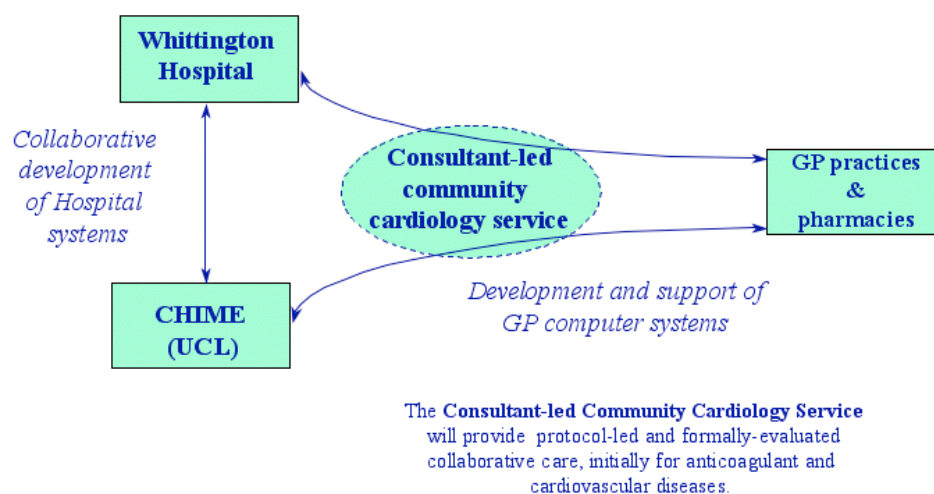 Whittington
Hospital
Collaborative
development
of Hospital
systems
Consultant-led
community
cardiology service
GP practices
&
pharmacies
CHIME
(UCL)
Development and support of
GP computer systems
The Consultant-led Community Cardiology Service
will provide protocol-led and formally-evaluated
collaborative care, initially for anticoagulant and
cardiovascular diseases.